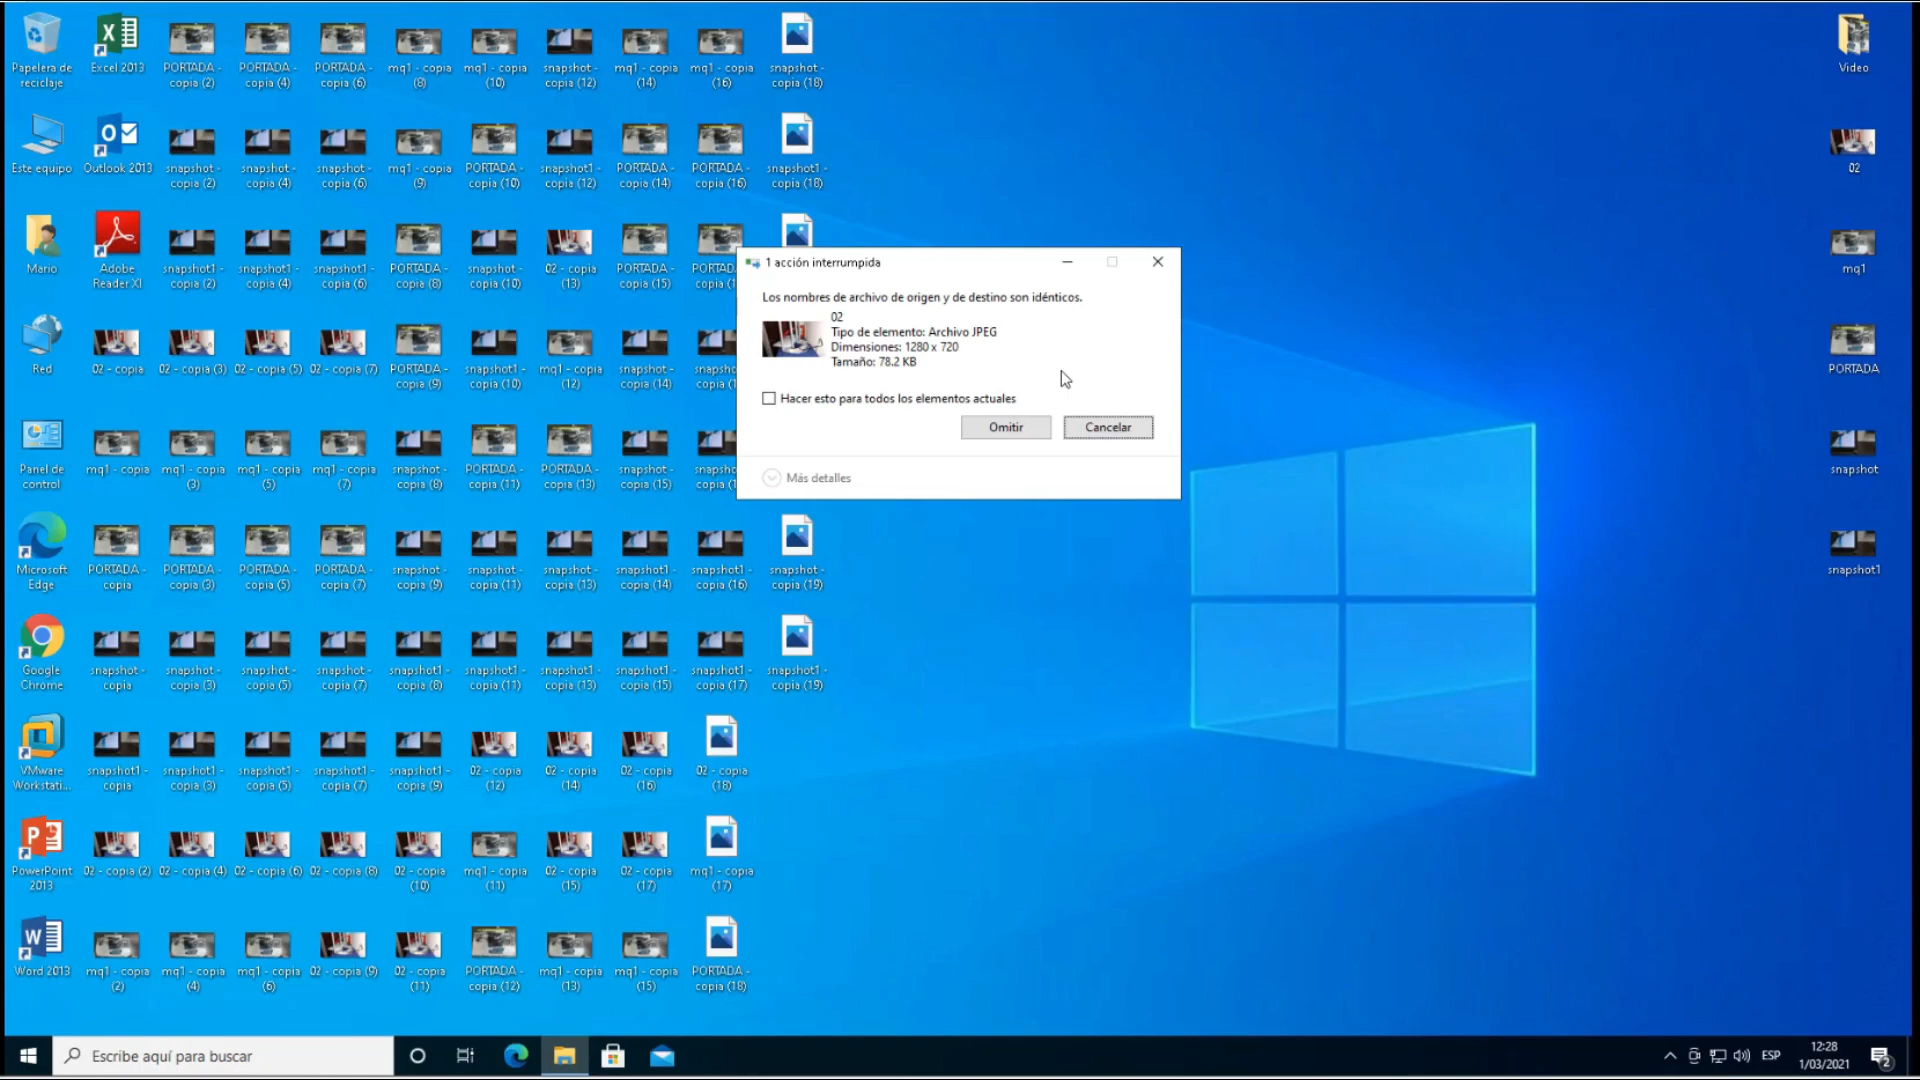 Papelera de
reciclaje
Excel 2013
PORTADA -
copia (2)
PORTADA -
copia (4)
PORTADA -
copia (6)
mq1 - copia
(8)
mq1 - copia
(10)
snapshot -
copia (12)
mq1 - copia
(14)
mq1 - copia
(16)
snapshot -
copia (18)
Video
Este equipo
Outlook 2013
snapshot -
copia (2)
snapshot -
copia (4)
snapshot -
copia (6)
mq1 - copia
(9)
PORTADA -
copia (10)
snapshot1 -
copia (12)
PORTADA -
copia (14)
PORTADA -
copia (16)
snapshot1 -
copia (18)
02
Mario
Adobe
Reader XI
snapshot1 -
copia (2)
snapshot1 -
copia (4)
snapshot1 -
copia (6)
PORTADA -
copia (8)
snapshot -
copia (10)
02 - copia
(13)
PORTADA -
copia (15)
mq1
1 acción interrumpida
Los nombres de archivo de origen y de destino son idénticos.
02
Tipo de elemento: Archivo JPEG
Dimensiones: 1280 x 720
Tamaño: 78.2 KB
Hacer esto para todos los elementos actuales
Omitir
Cancelar
Más detalles
Red
02 - copia
02 - copia (3)
02 - copia (5)
02 - copia (7)
PORTADA -
copia (9)
snapshot1 -
copia (10)
mq1 - copia
(12)
snapshot -
copia (14)
PORTADA
Panel de
control
mq1 - copia
mq1 - copia
(3)
mq1 - copia
(5)
mq1 - copia
(7)
snapshot -
copia (8)
PORTADA -
copia (11)
PORTADA -
copia (13)
snapshot -
copia (15)
snapshot
Microsoft
Edge
PORTADA -
copia
PORTADA -
copia (3)
PORTADA -
copia (5)
PORTADA -
copia (7)
snapshot -
copia (9)
snapshot -
copia (11)
snapshot -
copia (13)
snapshot1 -
copia (14)
snapshot1 -
copia (16)
snapshot -
copia (19)
snapshot1
Google
Chrome
snapshot -
copia
snapshot -
copia (3)
snapshot -
copia (5)
snapshot -
copia (7)
snapshot1 -
copia (8)
snapshot1 -
copia (11)
snapshot1 -
copia (13)
snapshot1 -
copia (15)
snapshot1 -
copia (17)
snapshot1 -
copia (19)
VMware
Workstati...
snapshot1 -
copia
snapshot1 -
copia (3)
snapshot1 -
copia (5)
snapshot1 -
copia (7)
snapshot1 -
copia (9)
02 - copia
(12)
02 - copia
(14)
02 - copia
(16)
02 - copia
(18)
PowerPoint
2013
02 - copia (2)
02 - copia (4)
02 - copia (6)
02 - copia (8)
02 - copia
(10)
mq1 - copia
(11)
02 - copia
(15)
02 - copia
(17)
mq1 - copia
(17)
Word 2013
mq1 - copia
(2)
mq1 - copia
(4)
mq1 - copia
(6)
02 - copia (9)
02 - copia
(11)
PORTADA -
copia (12)
mq1 - copia
(13)
mq1 - copia
(15)
PORTADA -
copia (18)
Escribe aquí para buscar
ESP
12:28
1/03/2021
2